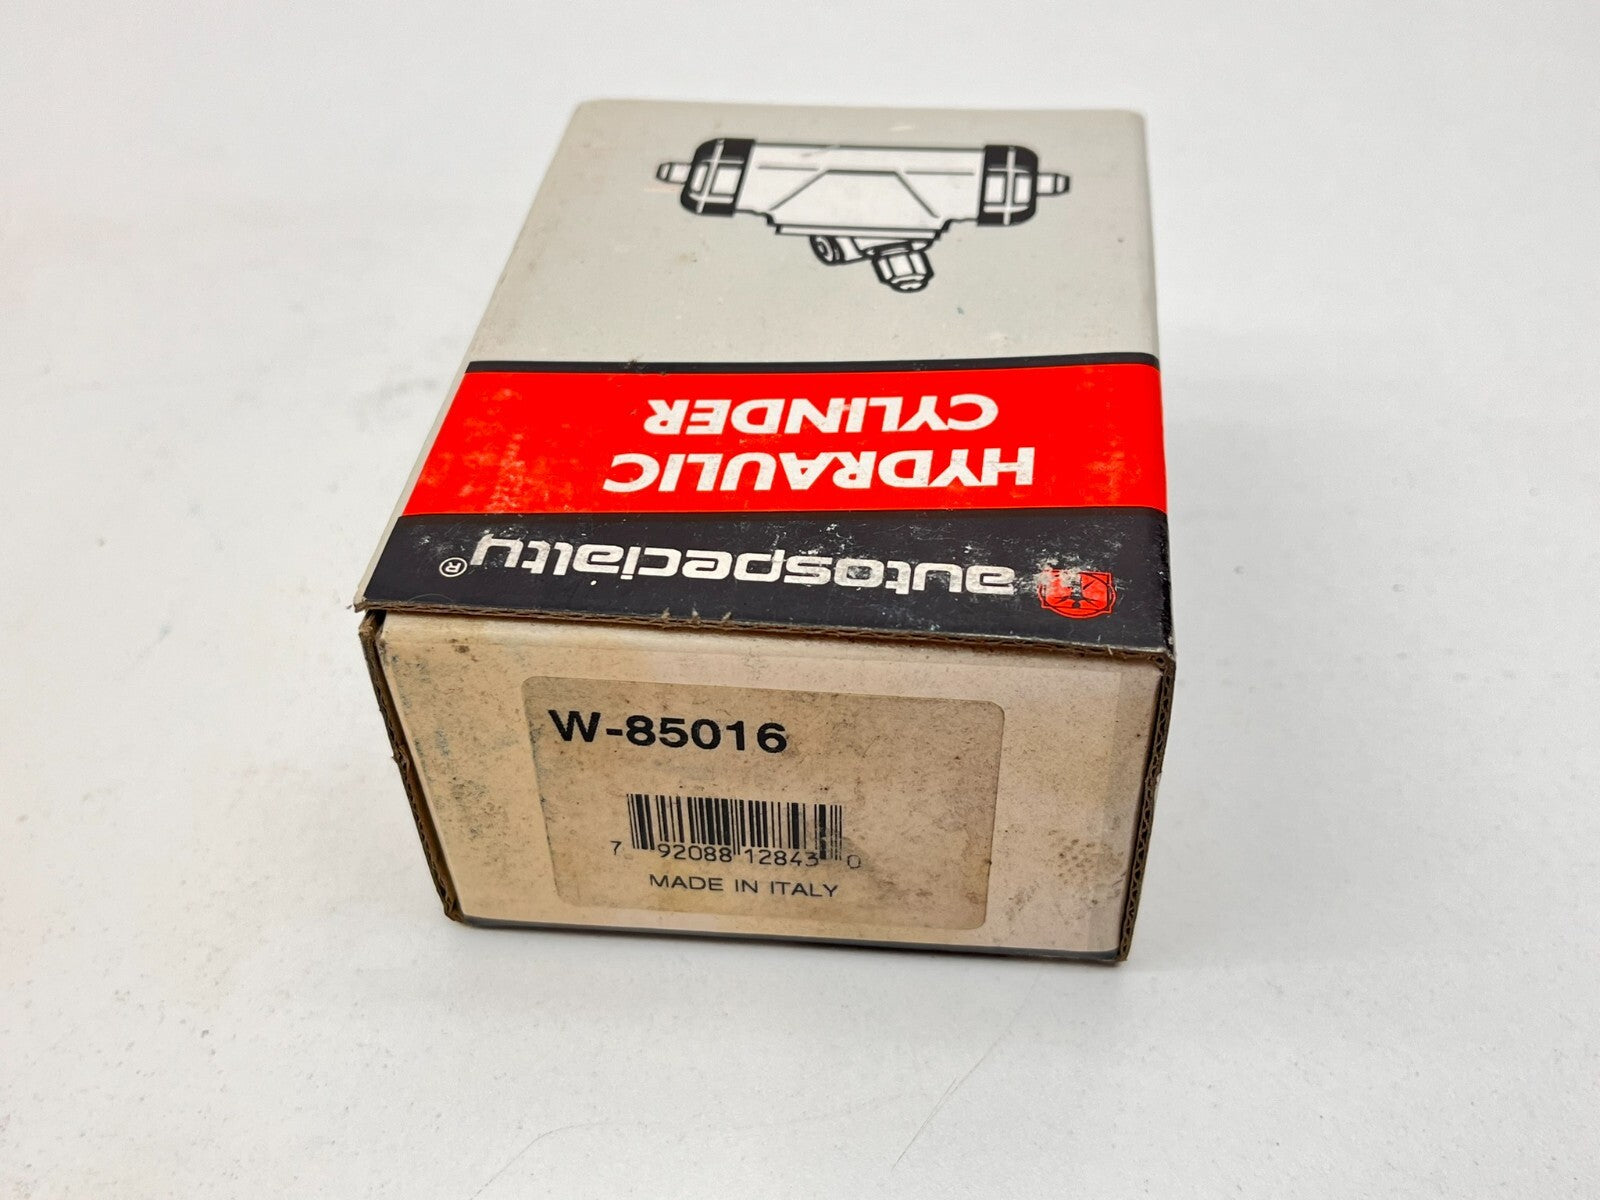 autospecialty®
HYDRAULIC
CYLINDER
W-85016
7 92088 12843 0
MADE IN ITALY